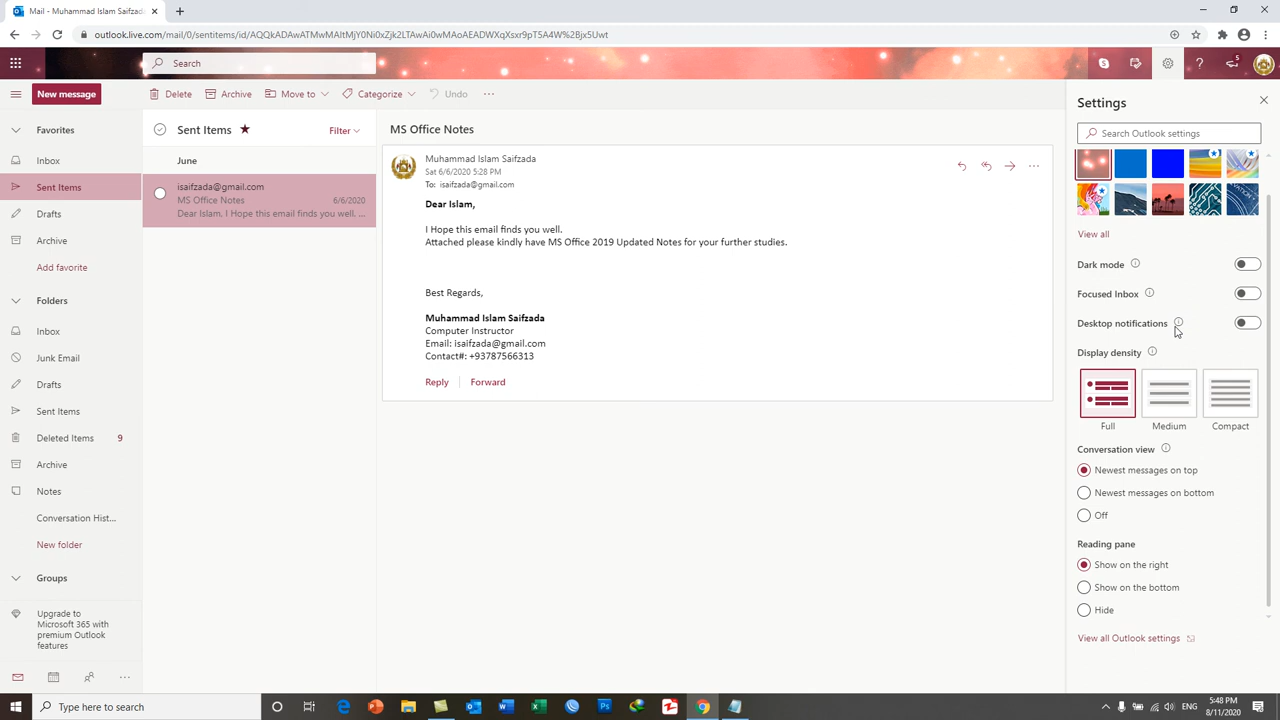 Mail - Muhammad Islam Saifzada
outlook.live.com/mail/0/sentitems/id/AQQkADAwATMwMAItMjY0Ni0xZjk2LTAwAi0wMAoAEADWXqXsxr9pT5A4W%2Bjx5Uwt
Search
5
New message
Delete
Archive
Move to
Categorize
Undo
Favorites
Inbox
Sent Items
Drafts
Archive
Add favorite
Folders
Inbox
Junk Email
Drafts
Sent Items
Deleted Items 9
Archive
Notes
Conversation Hist...
New folder
Groups
Upgrade to
Microsoft 365 with
premium Outlook
features
Sent Items
Filter
June
isaifzada@gmail.com
MS Office Notes 6/6/2020
Dear Islam, I Hope this email finds you well. ...
MS Office Notes
Muhammad Islam Saifzada
Sat 6/6/2020 5:28 PM
To: isaifzada@gmail.com
Dear Islam,
I Hope this email finds you well.
Attached please kindly have MS Office 2019 Updated Notes for your further studies.
Best Regards,
Muhammad Islam Saifzada
Computer Instructor
Email: isaifzada@gmail.com
Contact#: +93787566313
Reply
Forward
Settings
Search Outlook settings
View all
Dark mode
Focused Inbox
Desktop notifications
Display density
Full
Medium
Compact
Conversation view
Newest messages on top
Newest messages on bottom
Off
Reading pane
Show on the right
Show on the bottom
Hide
View all Outlook settings
Type here to search
5:48 PM
8/11/2020